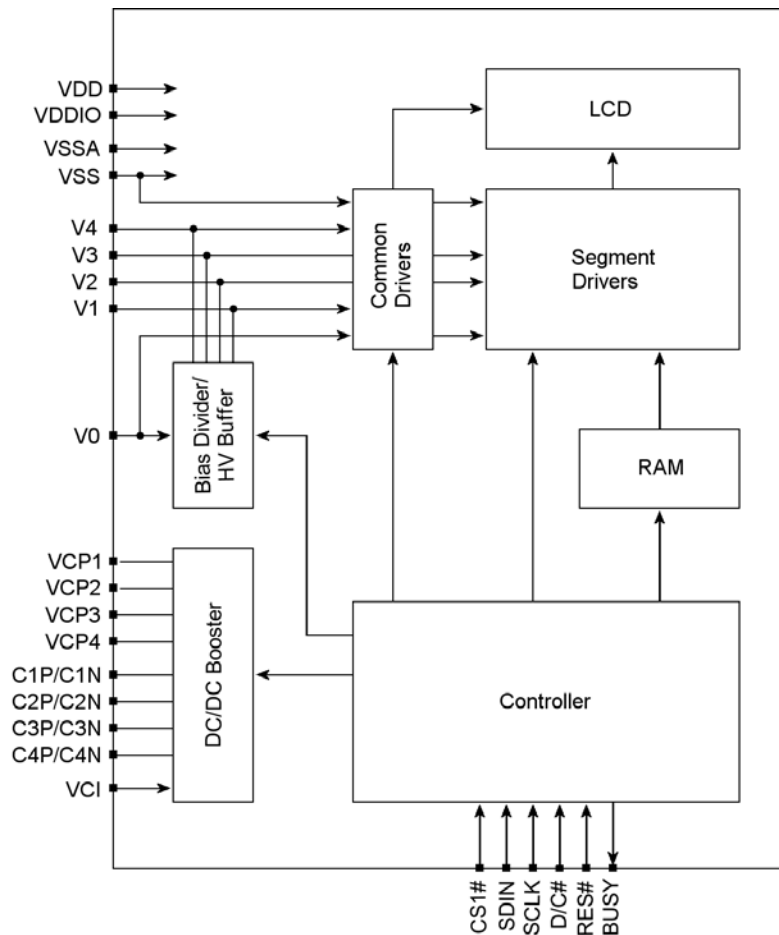 VDD
VDDIO
VSSA
VSS
V4
V3
V2
V1
V0
VCP1
VCP2
VCP3
VCP4
C1P/C1N
C2P/C2N
C3P/C3N
C4P/C4N
VCI
Bias Divider/
HV Buffer
DC/DC Booster
Common
Drivers
LCD
Segment
Drivers
RAM
Controller
CS1#
SDIN
SCLK
D/C#
RES#
BUSY